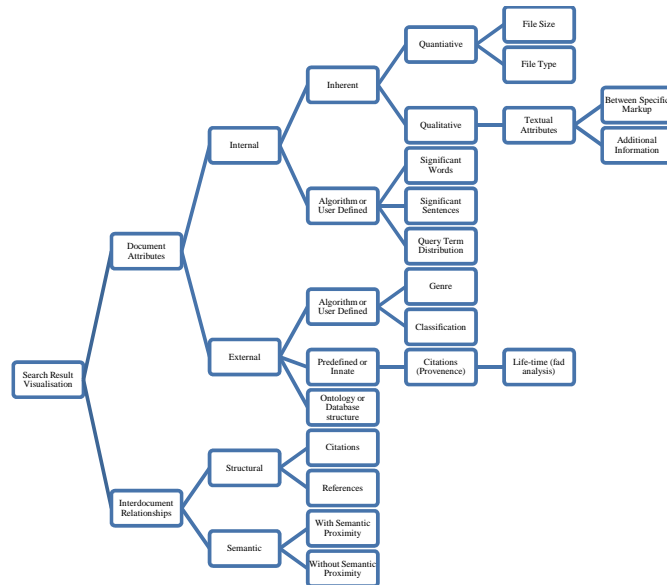 File Size
Quantiative
File Type
Inherent
Between Specific
Markup
Qualitative
Textual
Attributes
Additional
Information
Internal
Significant
Words
Algorithm or
User Defined
Significant
Sentences
Query Term
Distribution
Document
Attributes
Genre
Algorithm or
User Defined
Classification
External
Predefined or
Innate
Citations
(Provenence)
Life-time (fad
analysis)
Search Result
Visualisation
Ontology or
Database
structure
Citations
Structural
References
Interdocument
Relationships
With Semantic
Proximity
Semantic
Without Semantic
Proximity